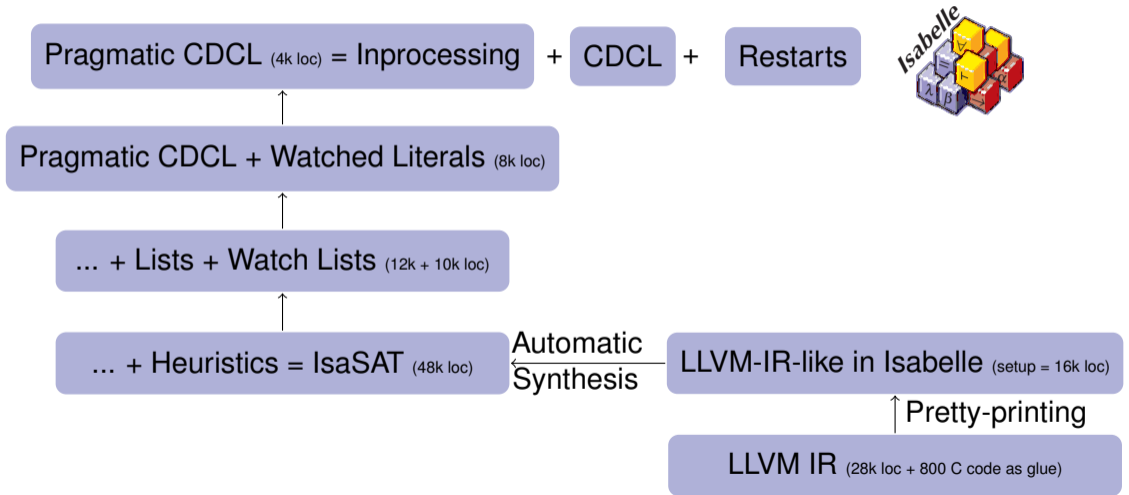 Pragmatic CDCL (4k loc) = Inprocessing + CDCL + Restarts
Isabelle
∀
=
α
λ
β
→
Pragmatic CDCL + Watched Literals (8k loc)
... + Lists + Watch Lists (12k + 10k loc)
Automatic
... + Heuristics = IsaSAT (48k loc)
Synthesis
LLVM-IR-like in Isabelle (setup = 16k loc)
Pretty-printing
LLVM IR (28k loc + 800 C code as glue)